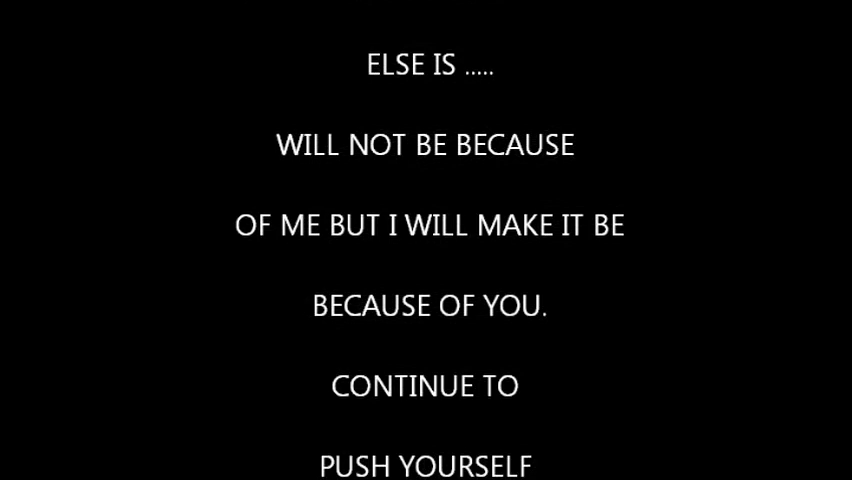 ELSE IS .....
WILL NOT BE BECAUSE
OF ME BUT I WILL MAKE IT BE
BECAUSE OF YOU.
CONTINUE TO
PUSH YOURSELF